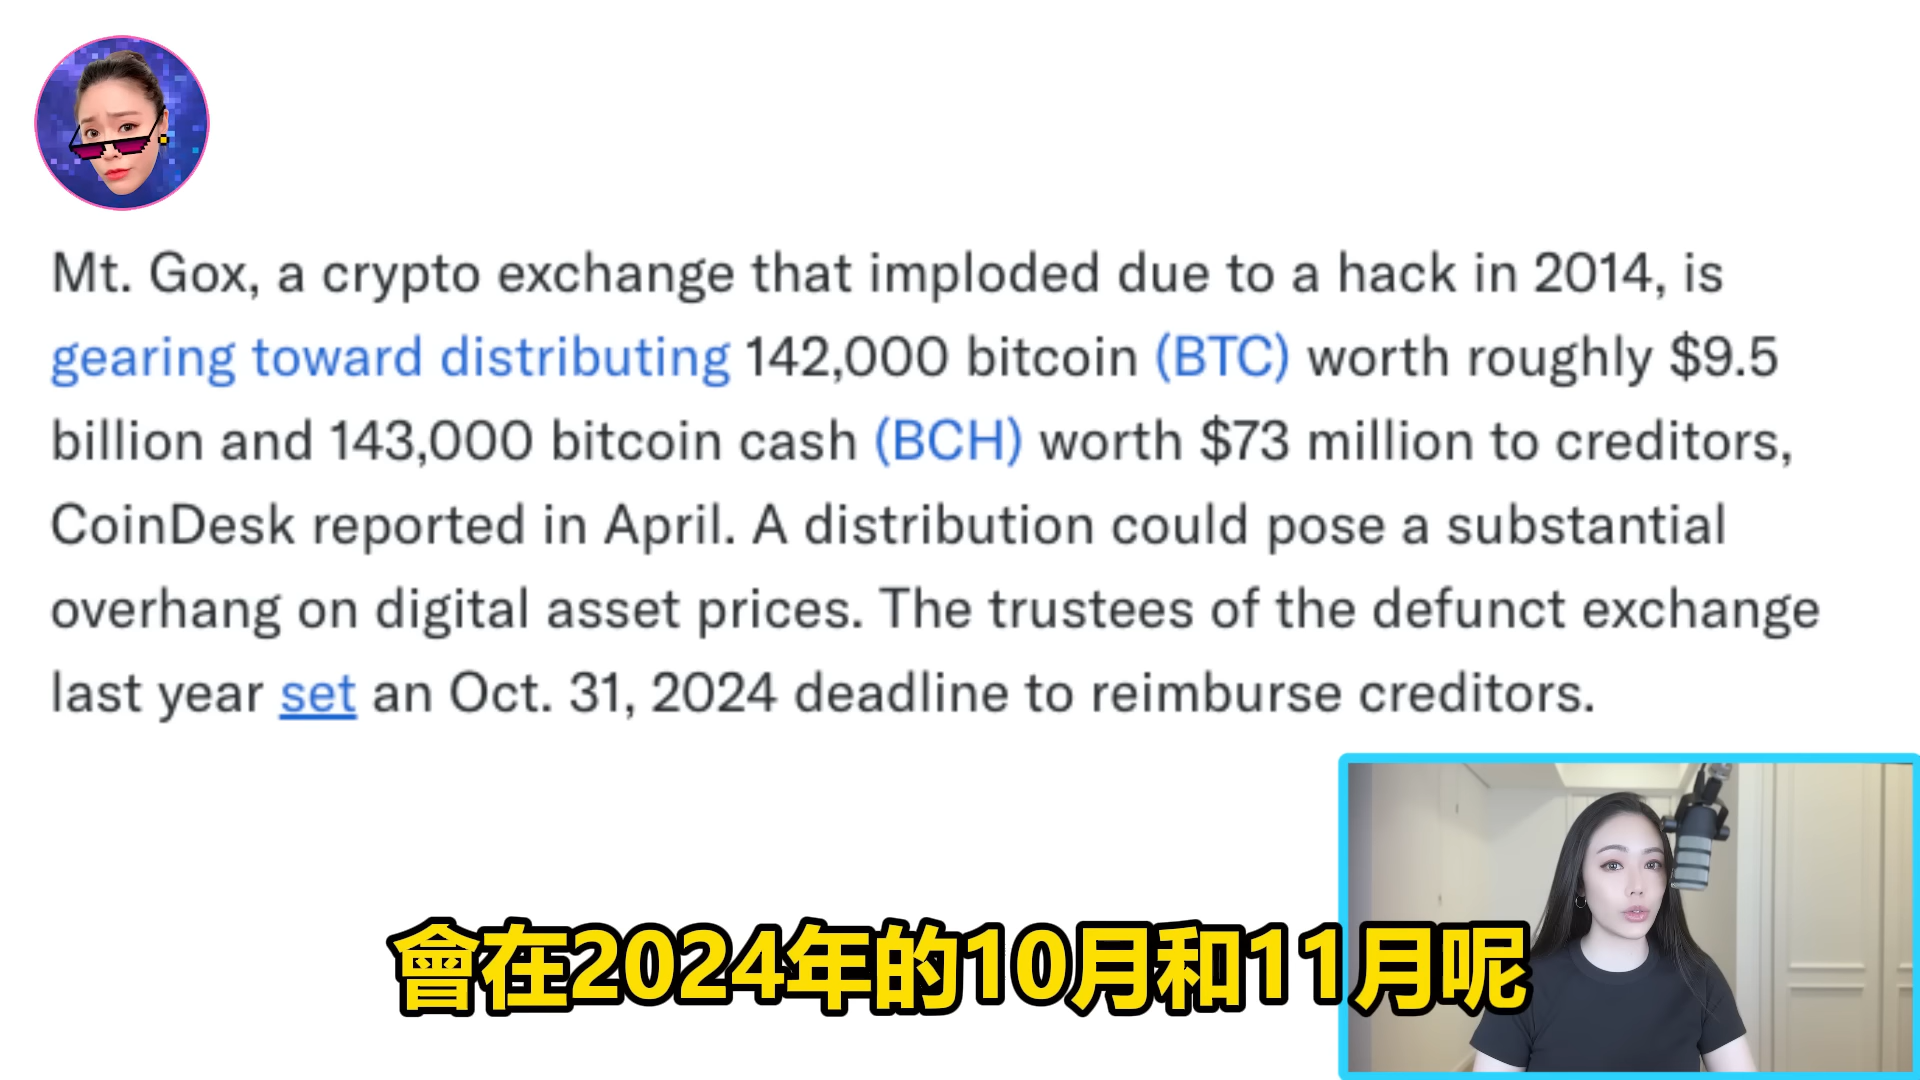 Mt. Gox, a crypto exchange that imploded due to a hack in 2014, is
gearing toward distributing 142,000 bitcoin (BTC) worth roughly $9.5
billion and 143,000 bitcoin cash (BCH) worth $73 million to creditors,
CoinDesk reported in April. A distribution could pose a substantial
overhang on digital asset prices. The trustees of the defunct exchange
last year set an Oct. 31, 2024 deadline to reimburse creditors.
會在2024年的10月和11月呢